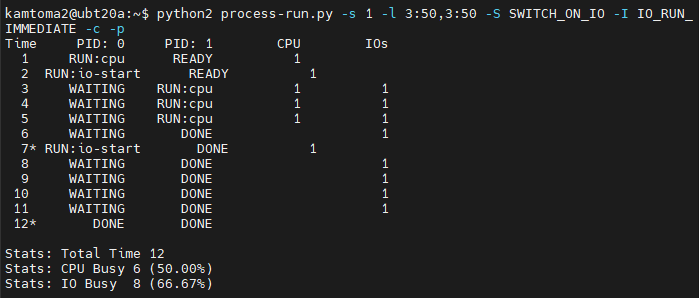 kamtoma2@ubt20a:~$ python2 process-run.py -s 1 -l 3:50,3:50 -S SWITCH_ON_IO -I IO_RUN_
IMMEDIATE -c -p
Time     PID: 0     PID: 1        CPU        IOs
  1     RUN:cpu      READY          1
  2  RUN:io-start      READY          1
  3     WAITING    RUN:cpu          1          1
  4     WAITING    RUN:cpu          1          1
  5     WAITING    RUN:cpu          1          1
  6     WAITING       DONE                     1
  7* RUN:io-start       DONE          1
  8     WAITING       DONE                     1
  9     WAITING       DONE                     1
 10     WAITING       DONE                     1
 11     WAITING       DONE                     1
 12*       DONE       DONE

Stats: Total Time 12
Stats: CPU Busy 6 (50.00%)
Stats: IO Busy  8 (66.67%)